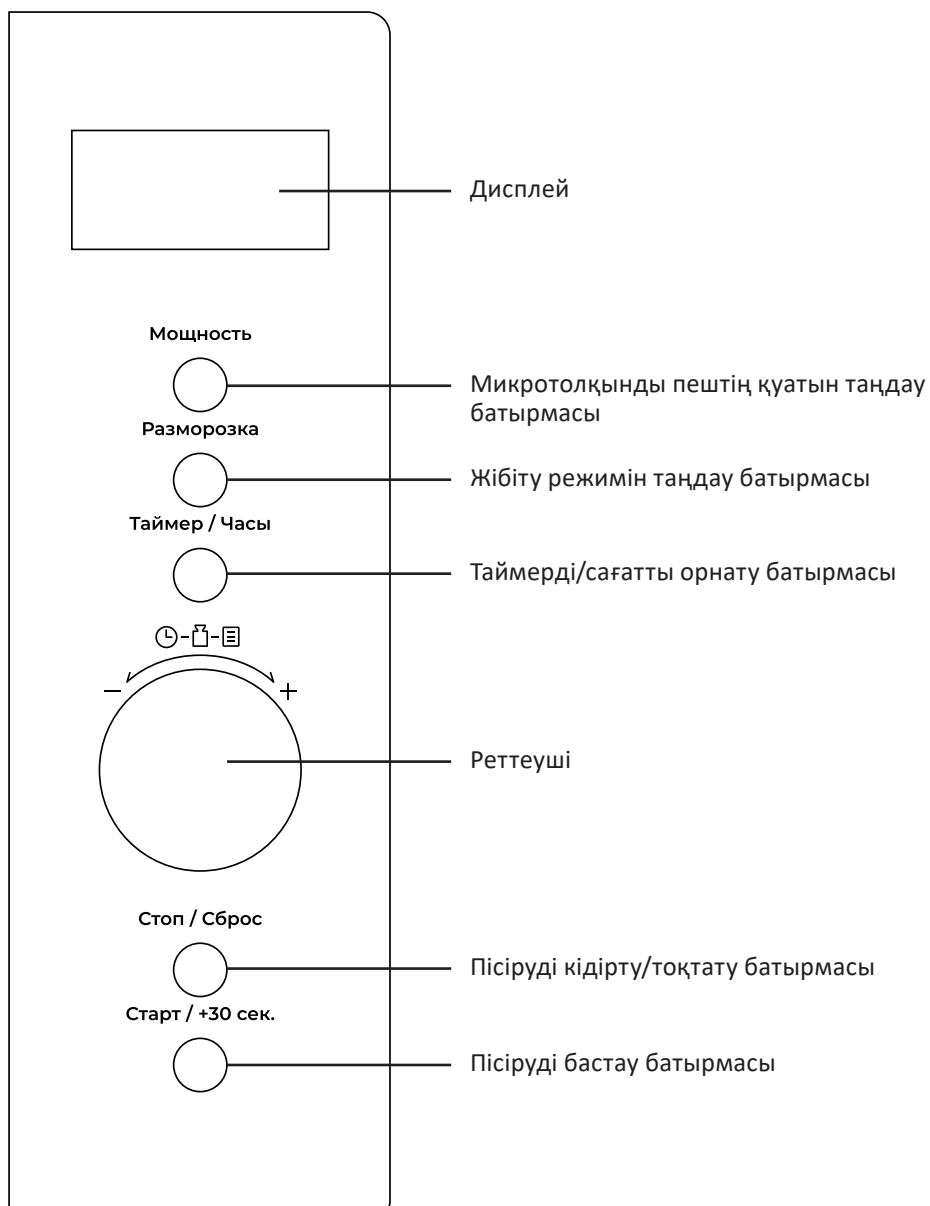 Дисплей
Мощность
Микротолқынды пештің қуатын таңдау
батырмасы
Разморозка
Жібіту режимін таңдау батырмасы
Таймер / Часы
Таймерді/сағатты орнату батырмасы
– +
Реттеуші
Стоп / Сброс
Пісіруді кідірту/тоқтату батырмасы
Старт / +30 сек.
Пісіруді бастау батырмасы